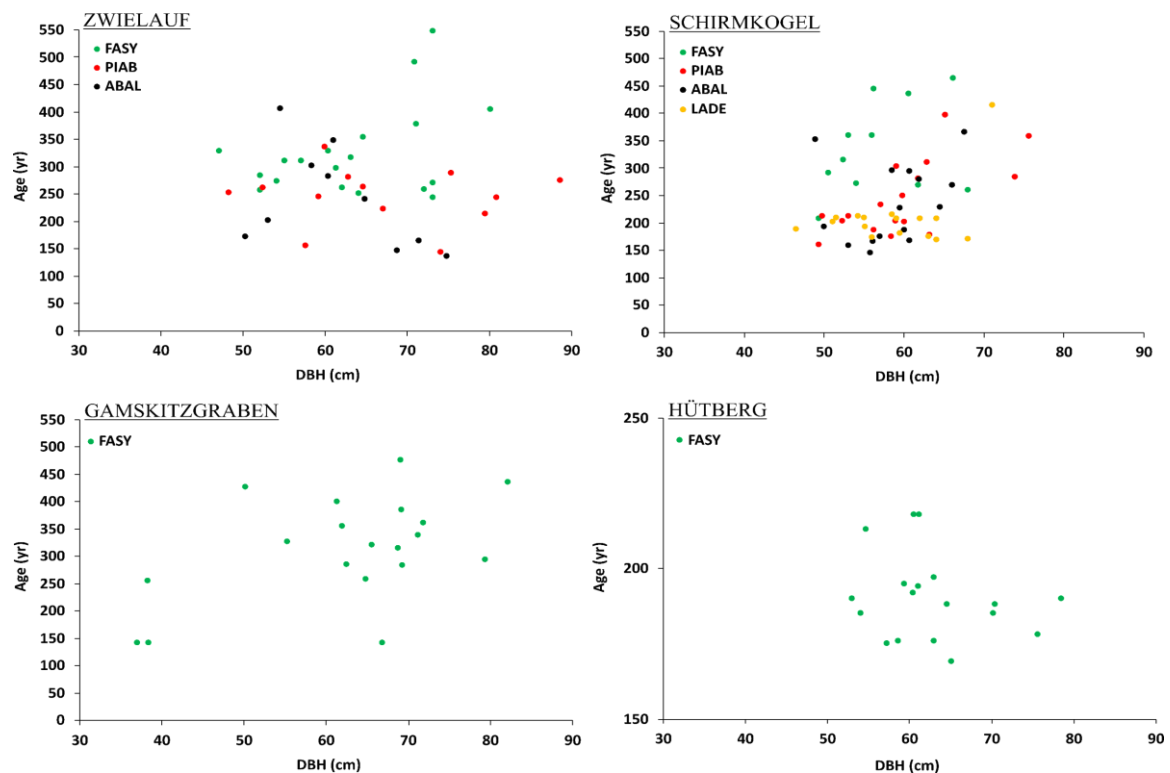 ZWIELAUF
FASY
PIAB
ABAL
550
500
450
400
350
300
250
200
150
100
50
0
Age (yr)
30 40 50 60 70 80 90
DBH (cm)
SCHIRMKOGEL
FASY
PIAB
ABAL
LADE
550
500
450
400
350
300
250
200
150
100
50
0
Age (yr)
30 40 50 60 70 80 90
DBH (cm)
GAMSKITZGRABEN
FASY
550
500
450
400
350
300
250
200
150
100
50
0
Age (yr)
30 40 50 60 70 80 90
DBH (cm)
HÜTBERG
FASY
250
200
150
Age (yr)
30 40 50 60 70 80 90
DBH (cm)